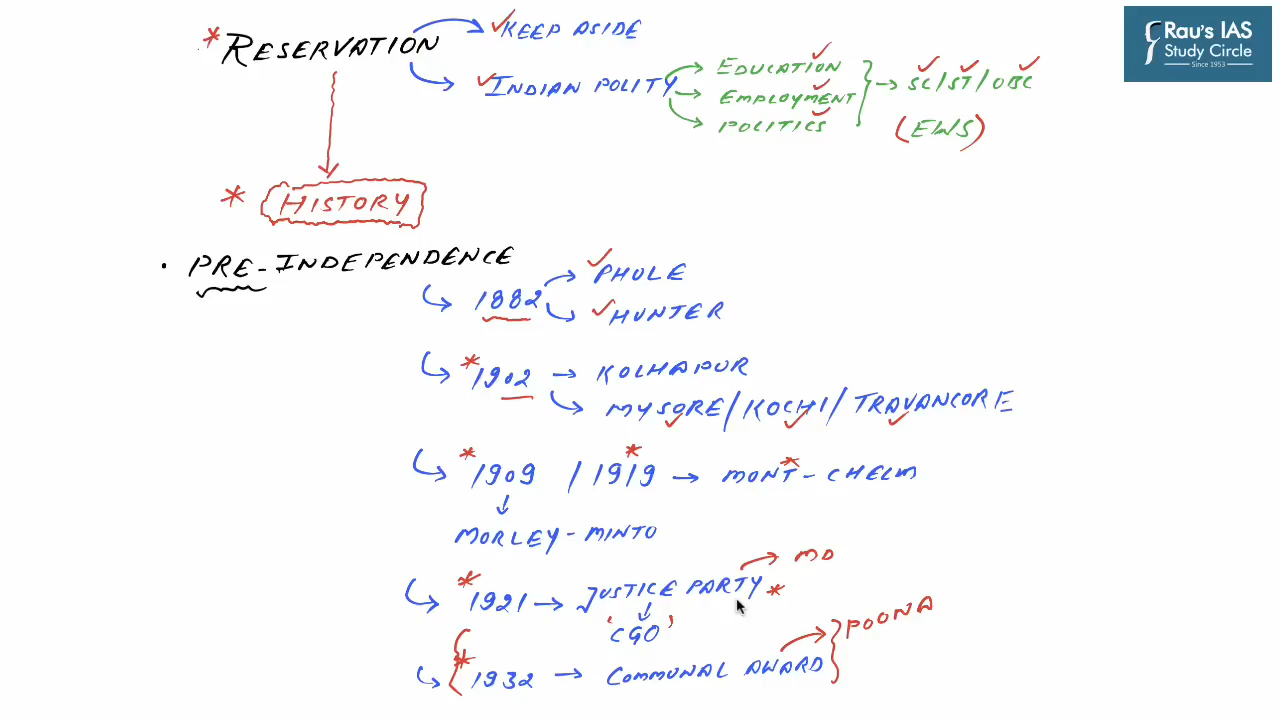 * RESERVATION
KEEP ASIDE
INDIAN POLITY
EDUCATION
EMPLOYMENT
POLITICS
SC/ST/OBC
(EWS)
Rau's IAS
Study Circle
Since 1953
* HISTORY
• PRE-INDEPENDENCE
1882
PHULE
HUNTER
*1902 → KOLHAPUR
MYSORE/KOCHI/TRAVANCORE
*1909 / 1919 → MONT-CHELM
MORLEY-MINTO
*1921 → JUSTICE PARTY*
MD
'CGO'
*1932 → COMMUNAL AWARD
POONA